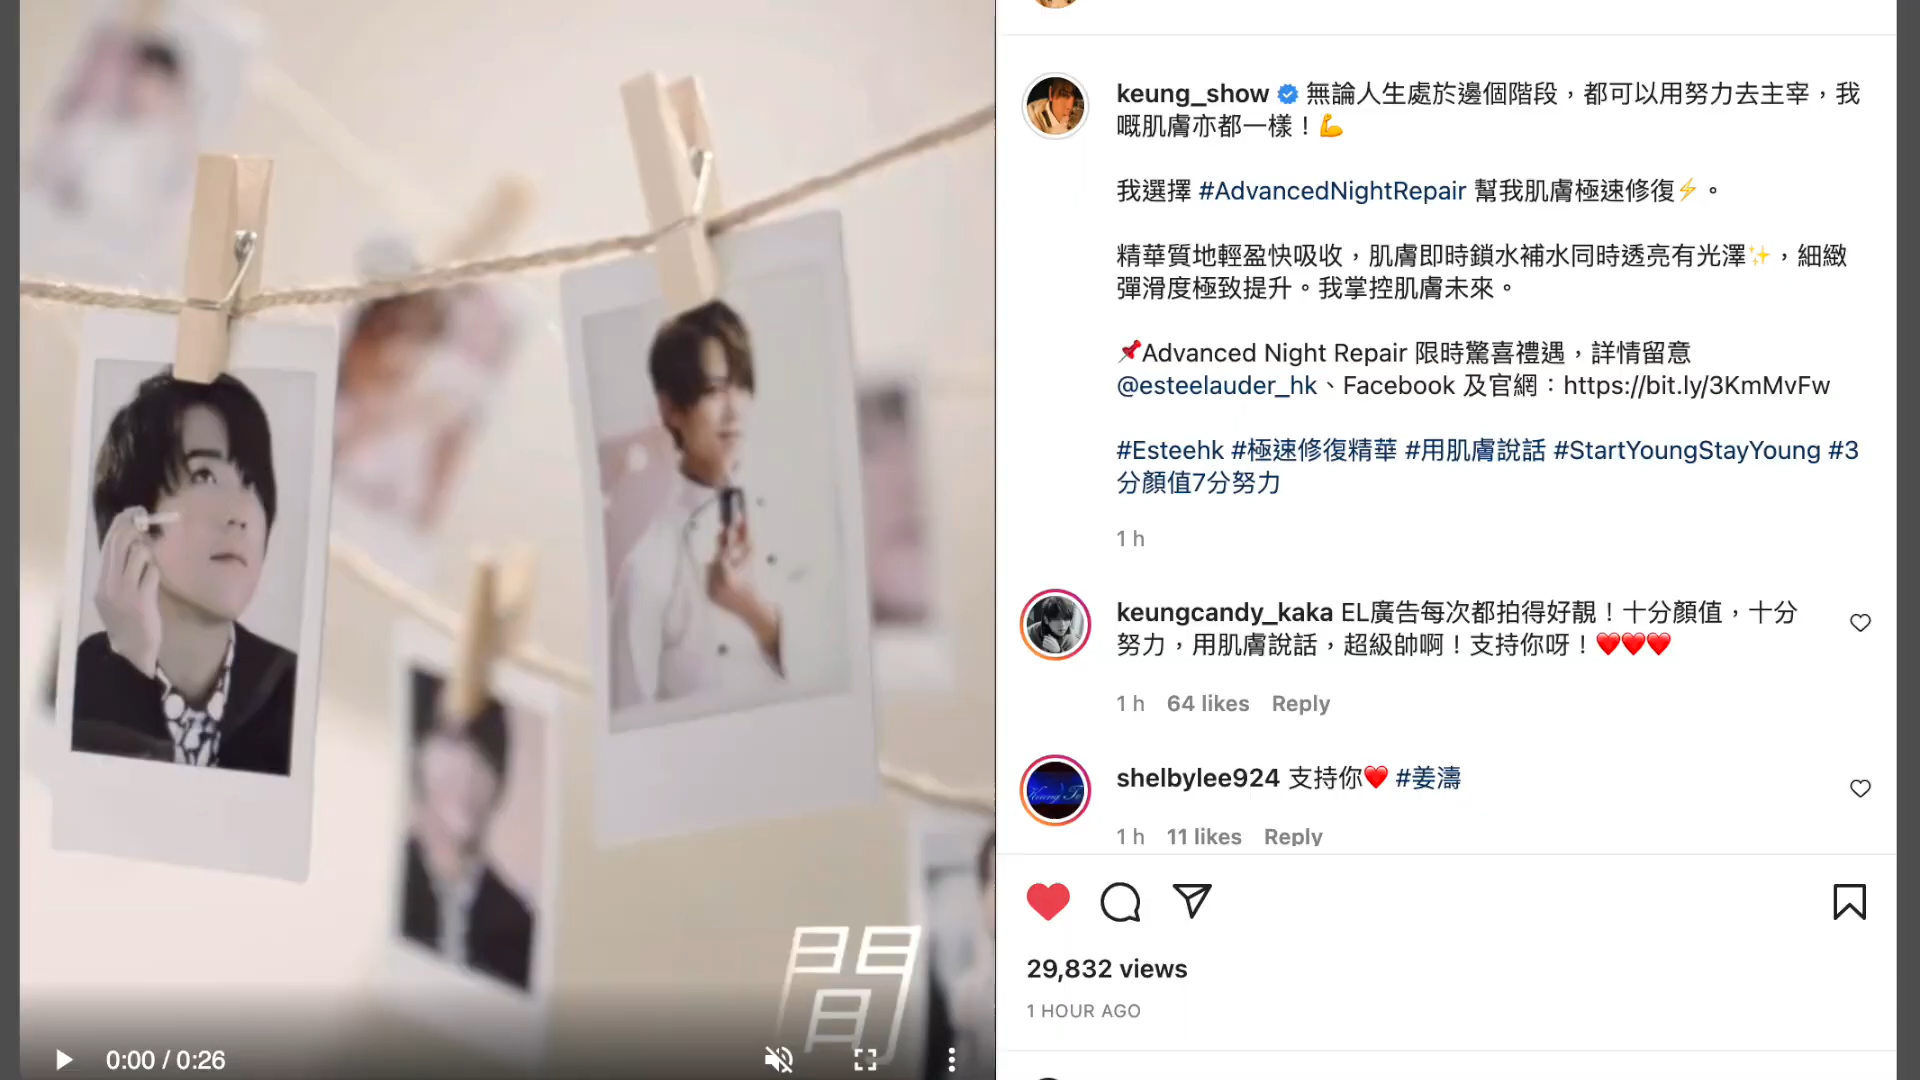 間
0:00 / 0:26
keung_show 無論人生處於邊個階段，都可以用努力去主宰，我
嘅肌膚亦都一樣！💪
我選擇 #AdvancedNightRepair 幫我肌膚極速修復⚡。
精華質地輕盈快吸收，肌膚即時鎖水補水同時透亮有光澤✨，細緻
彈滑度極致提升。我掌控肌膚未來。
📌Advanced Night Repair 限時驚喜禮遇，詳情留意
@esteelauder_hk、Facebook 及官網：https://bit.ly/3KmMvFw
#Esteehk #極速修復精華 #用肌膚說話 #StartYoungStayYoung #3
分顏值7分努力
1 h
keungcandy_kaka EL廣告每次都拍得好靚！十分顏值，十分
努力，用肌膚說話，超級帥啊！支持你呀！❤️❤️❤️
1 h 64 likes Reply
shelbylee924 支持你❤️ #姜濤
1 h 11 likes Reply
29,832 views
1 HOUR AGO